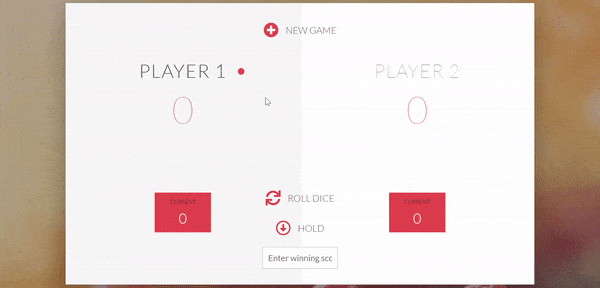 NEW GAME
PLAYER 1
PLAYER 2
0
0
CURRENT
0
CURRENT
0
ROLL DICE
HOLD
Enter winning scc